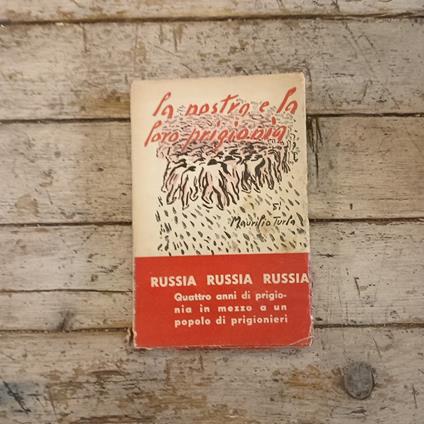 la nostra e la
loro prigionia
di
Maurilio Turla
RUSSIA RUSSIA RUSSIA
Quattro anni di prigio-
nia in mezzo a un
popolo di prigionieri